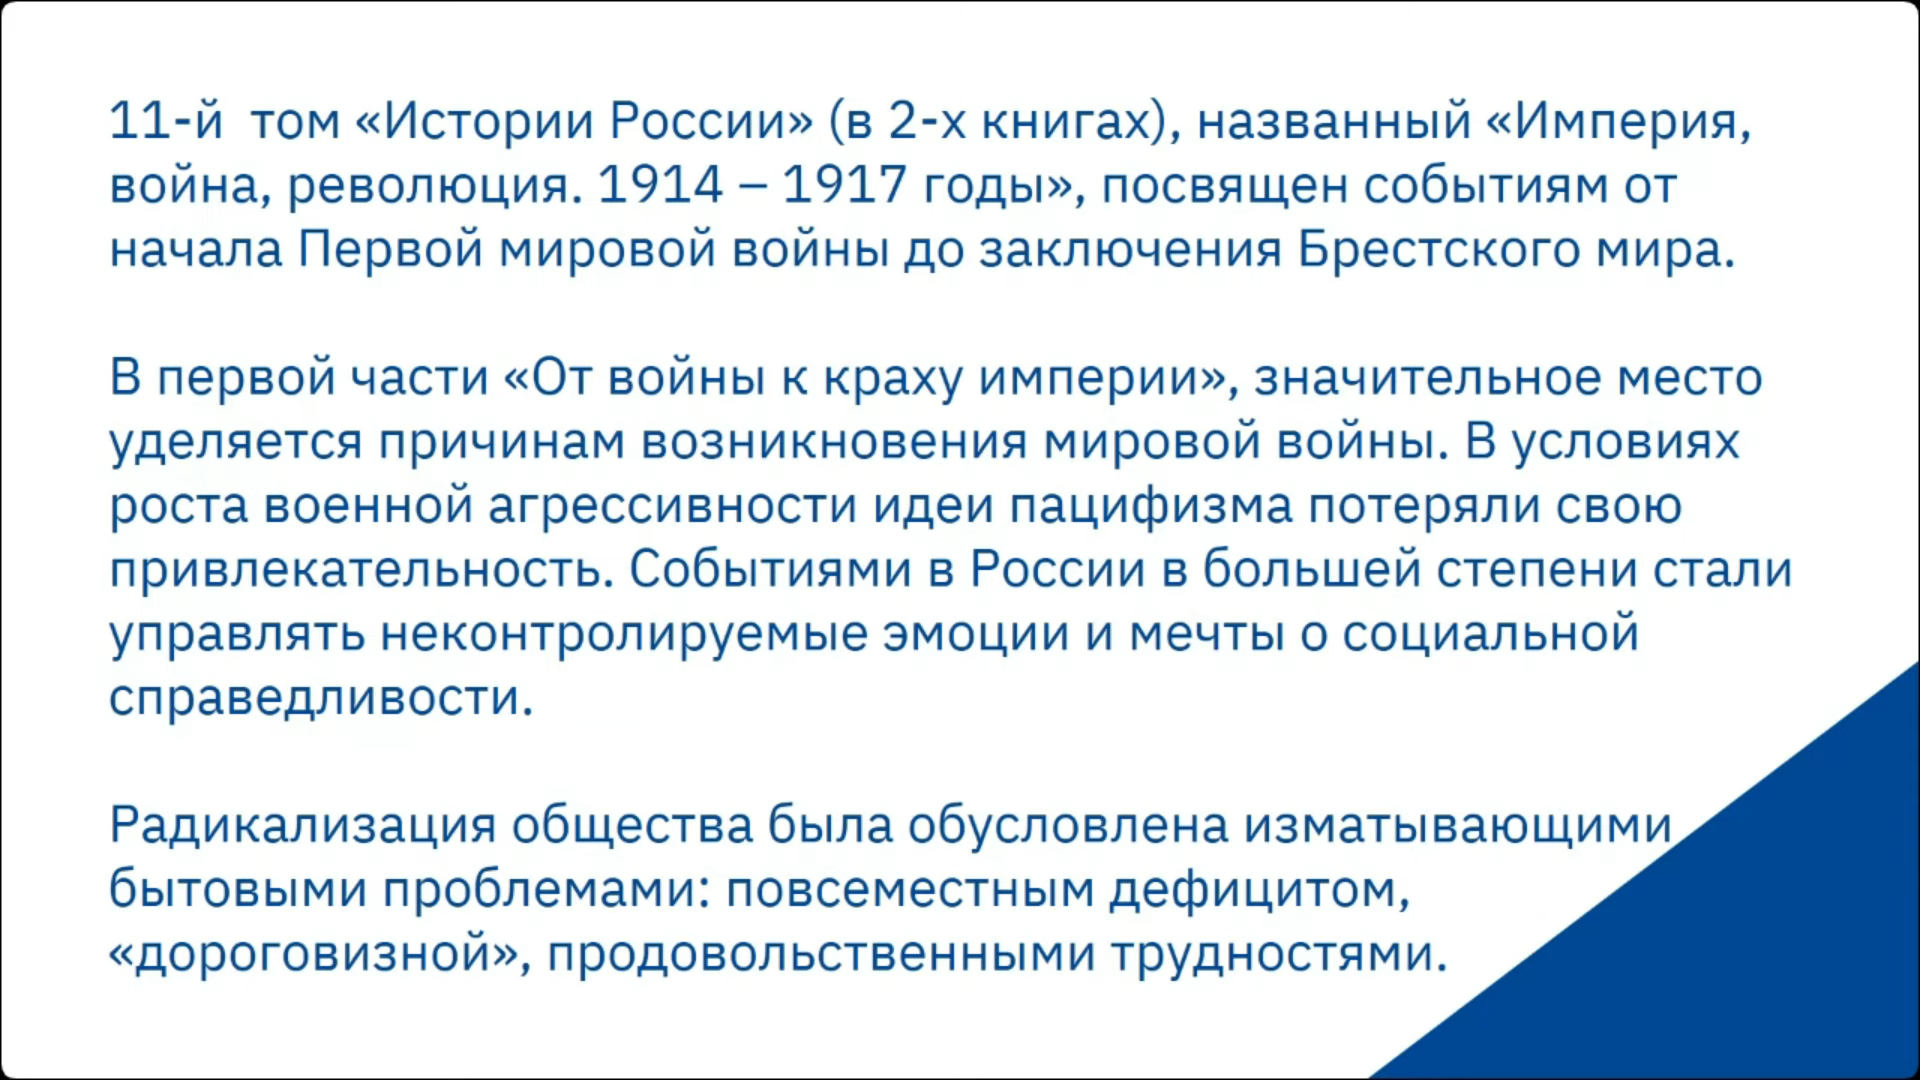 11-й том «Истории России» (в 2-х книгах), названный «Империя,
война, революция. 1914 – 1917 годы», посвящен событиям от
начала Первой мировой войны до заключения Брестского мира.
В первой части «От войны к краху империи», значительное место
уделяется причинам возникновения мировой войны. В условиях
роста военной агрессивности идеи пацифизма потеряли свою
привлекательность. Событиями в России в большей степени стали
управлять неконтролируемые эмоции и мечты о социальной
справедливости.
Радикализация общества была обусловлена изматывающими
бытовыми проблемами: повсеместным дефицитом,
«дороговизной», продовольственными трудностями.